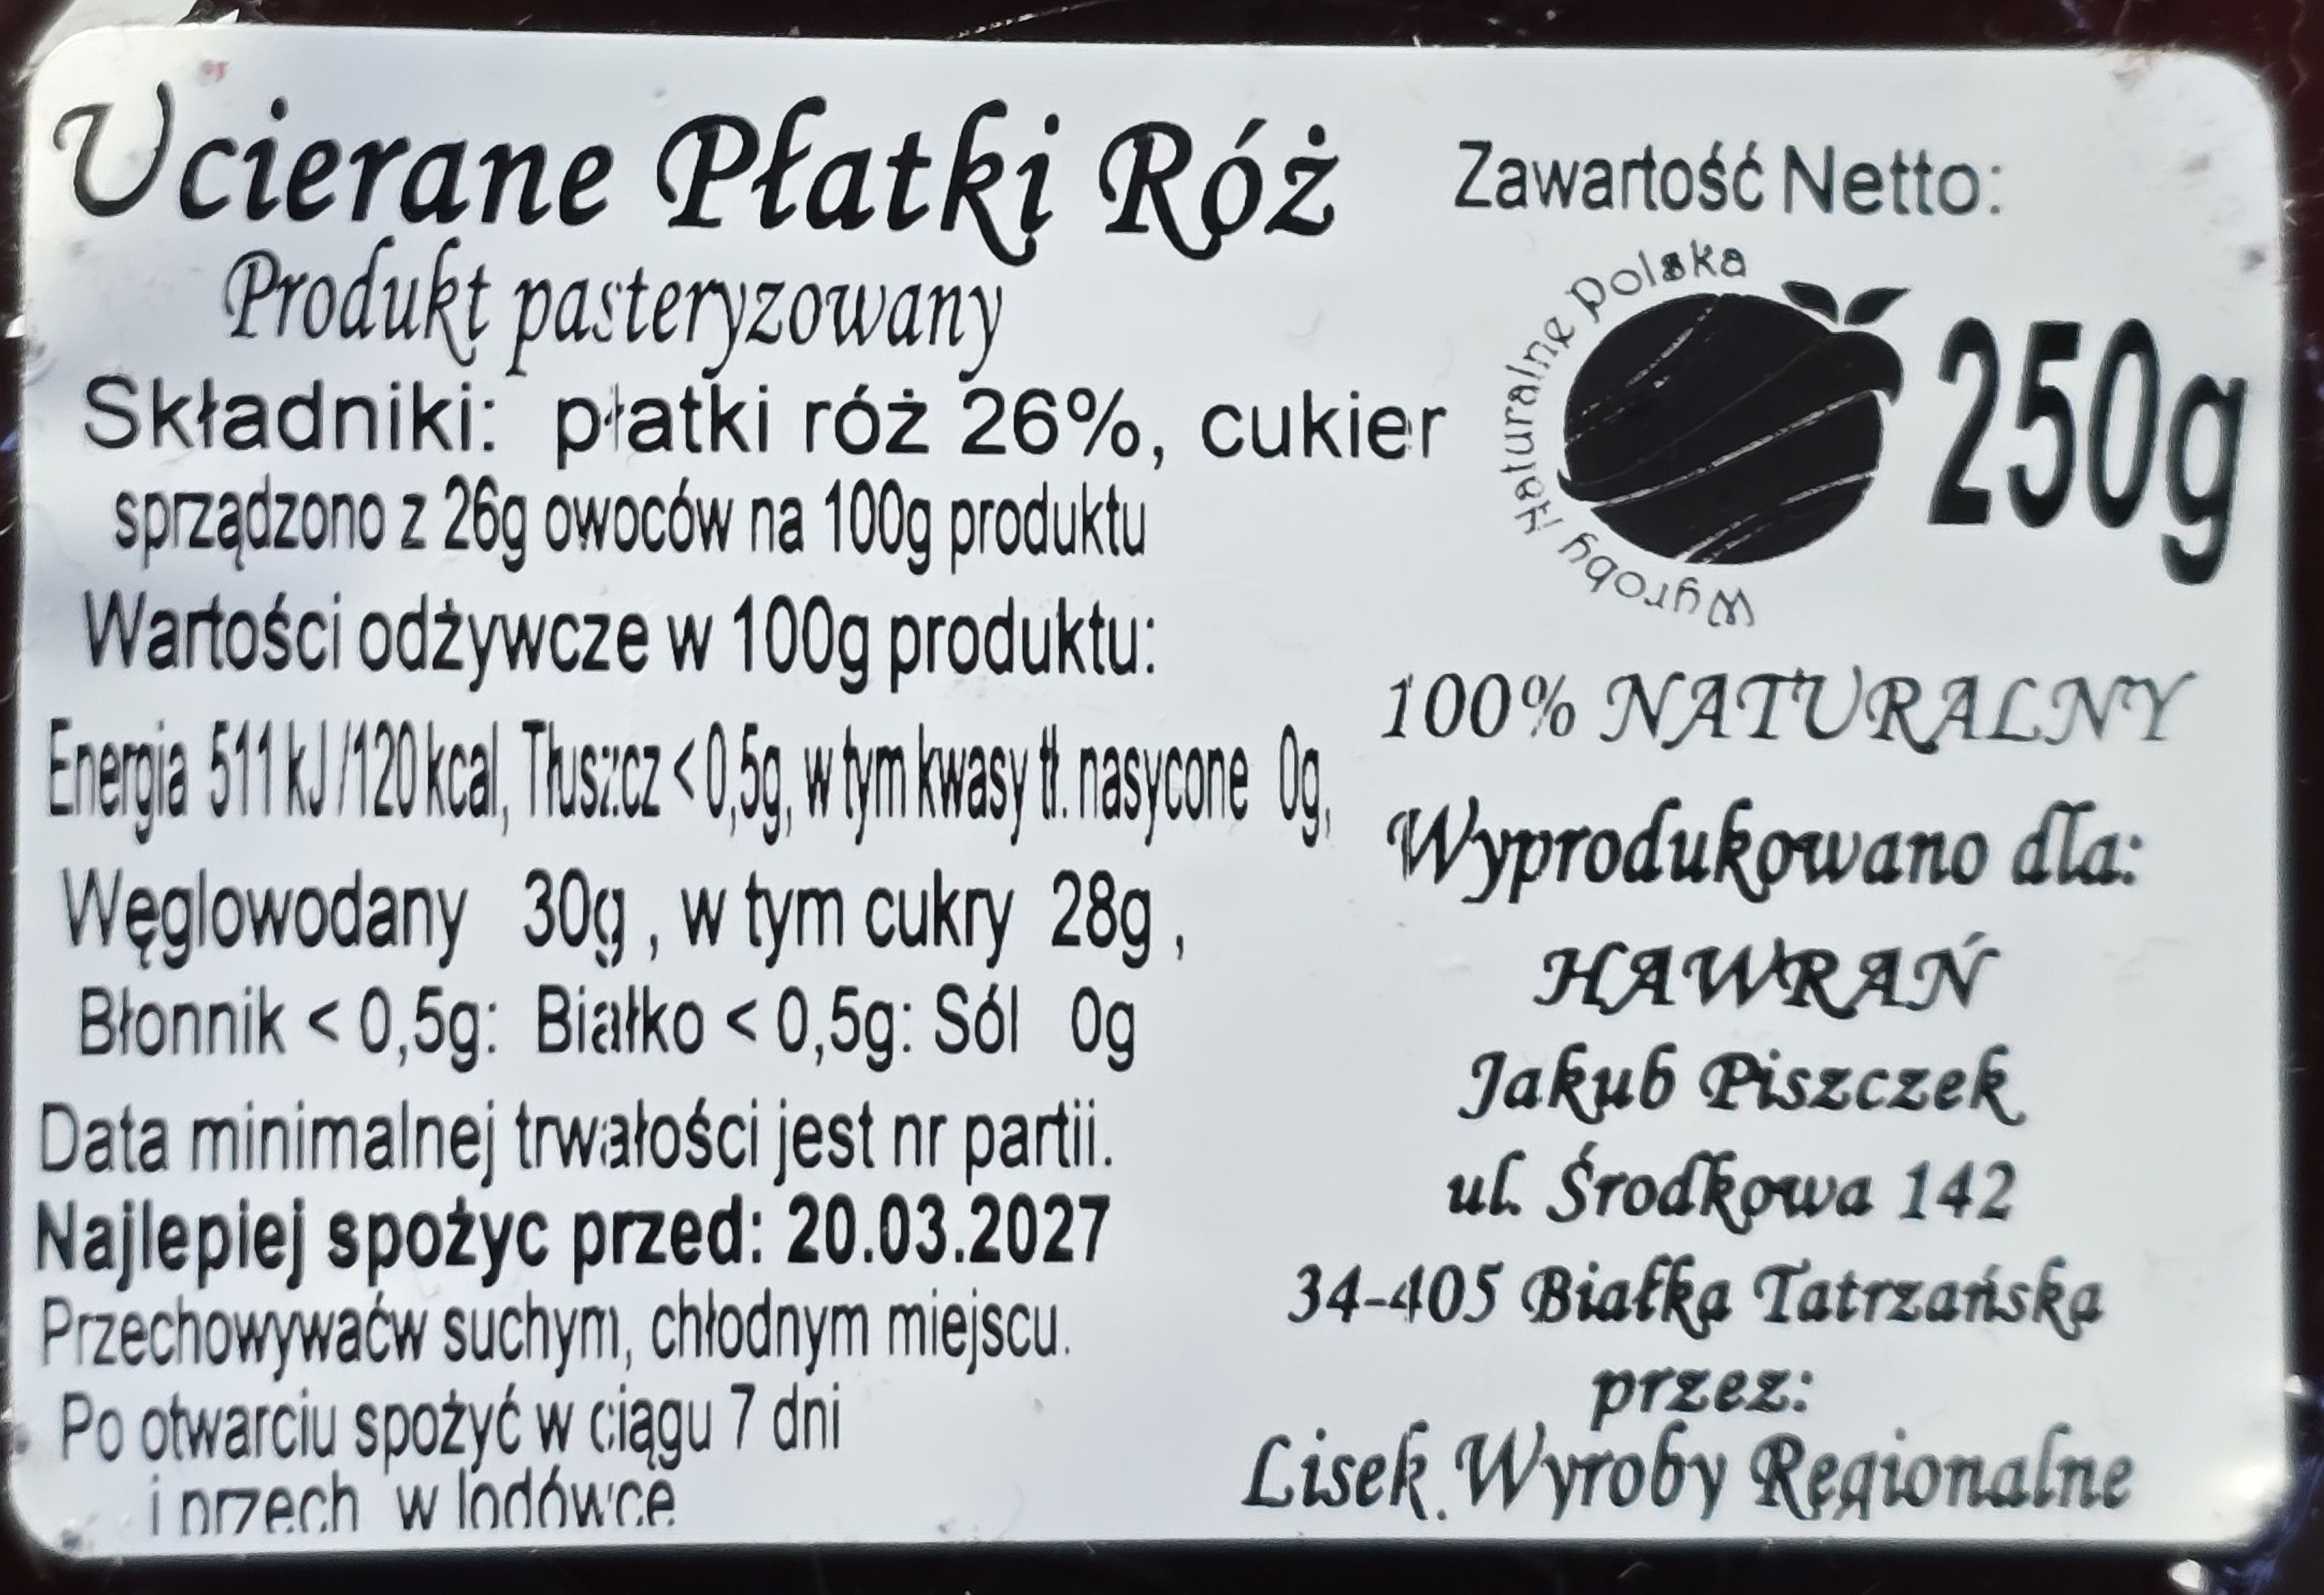 Ucierane Płatki Róż
Produkt pasteryzowany
Składniki: płatki róż 26%, cukier
sprządzono z 26g owoców na 100g produktu
Wartości odżywcze w 100g produktu:
Energia 511 kJ /120 kcal, Tłuszcz < 0,5g, w tym kwasy tł. nasycone 0g,
Węglowodany 30g , w tym cukry 28g ,
Błonnik < 0,5g: Białko < 0,5g: Sól 0g
Data minimalnej trwałości jest nr partii.
Najlepiej spożyc przed: 20.03.2027
Przechowywaćw suchym, chłodnym miejscu.
Po otwarciu spożyć w ciągu 7 dni
i przech w lodówce
Zawartość Netto:
Wyroby Naturalne Polska
250g
100% NATURALNY
Wyprodukowano dla:
HAWRAŃ
Jakub Piszczek
ul. Środkowa 142
34-405 Białka Tatrzańska
przez:
Lisek Wyroby Regionalne